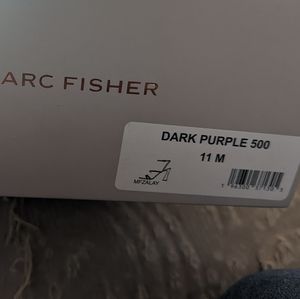 ARC FISHER
DARK PURPLE 500
11 M
MFZALAY